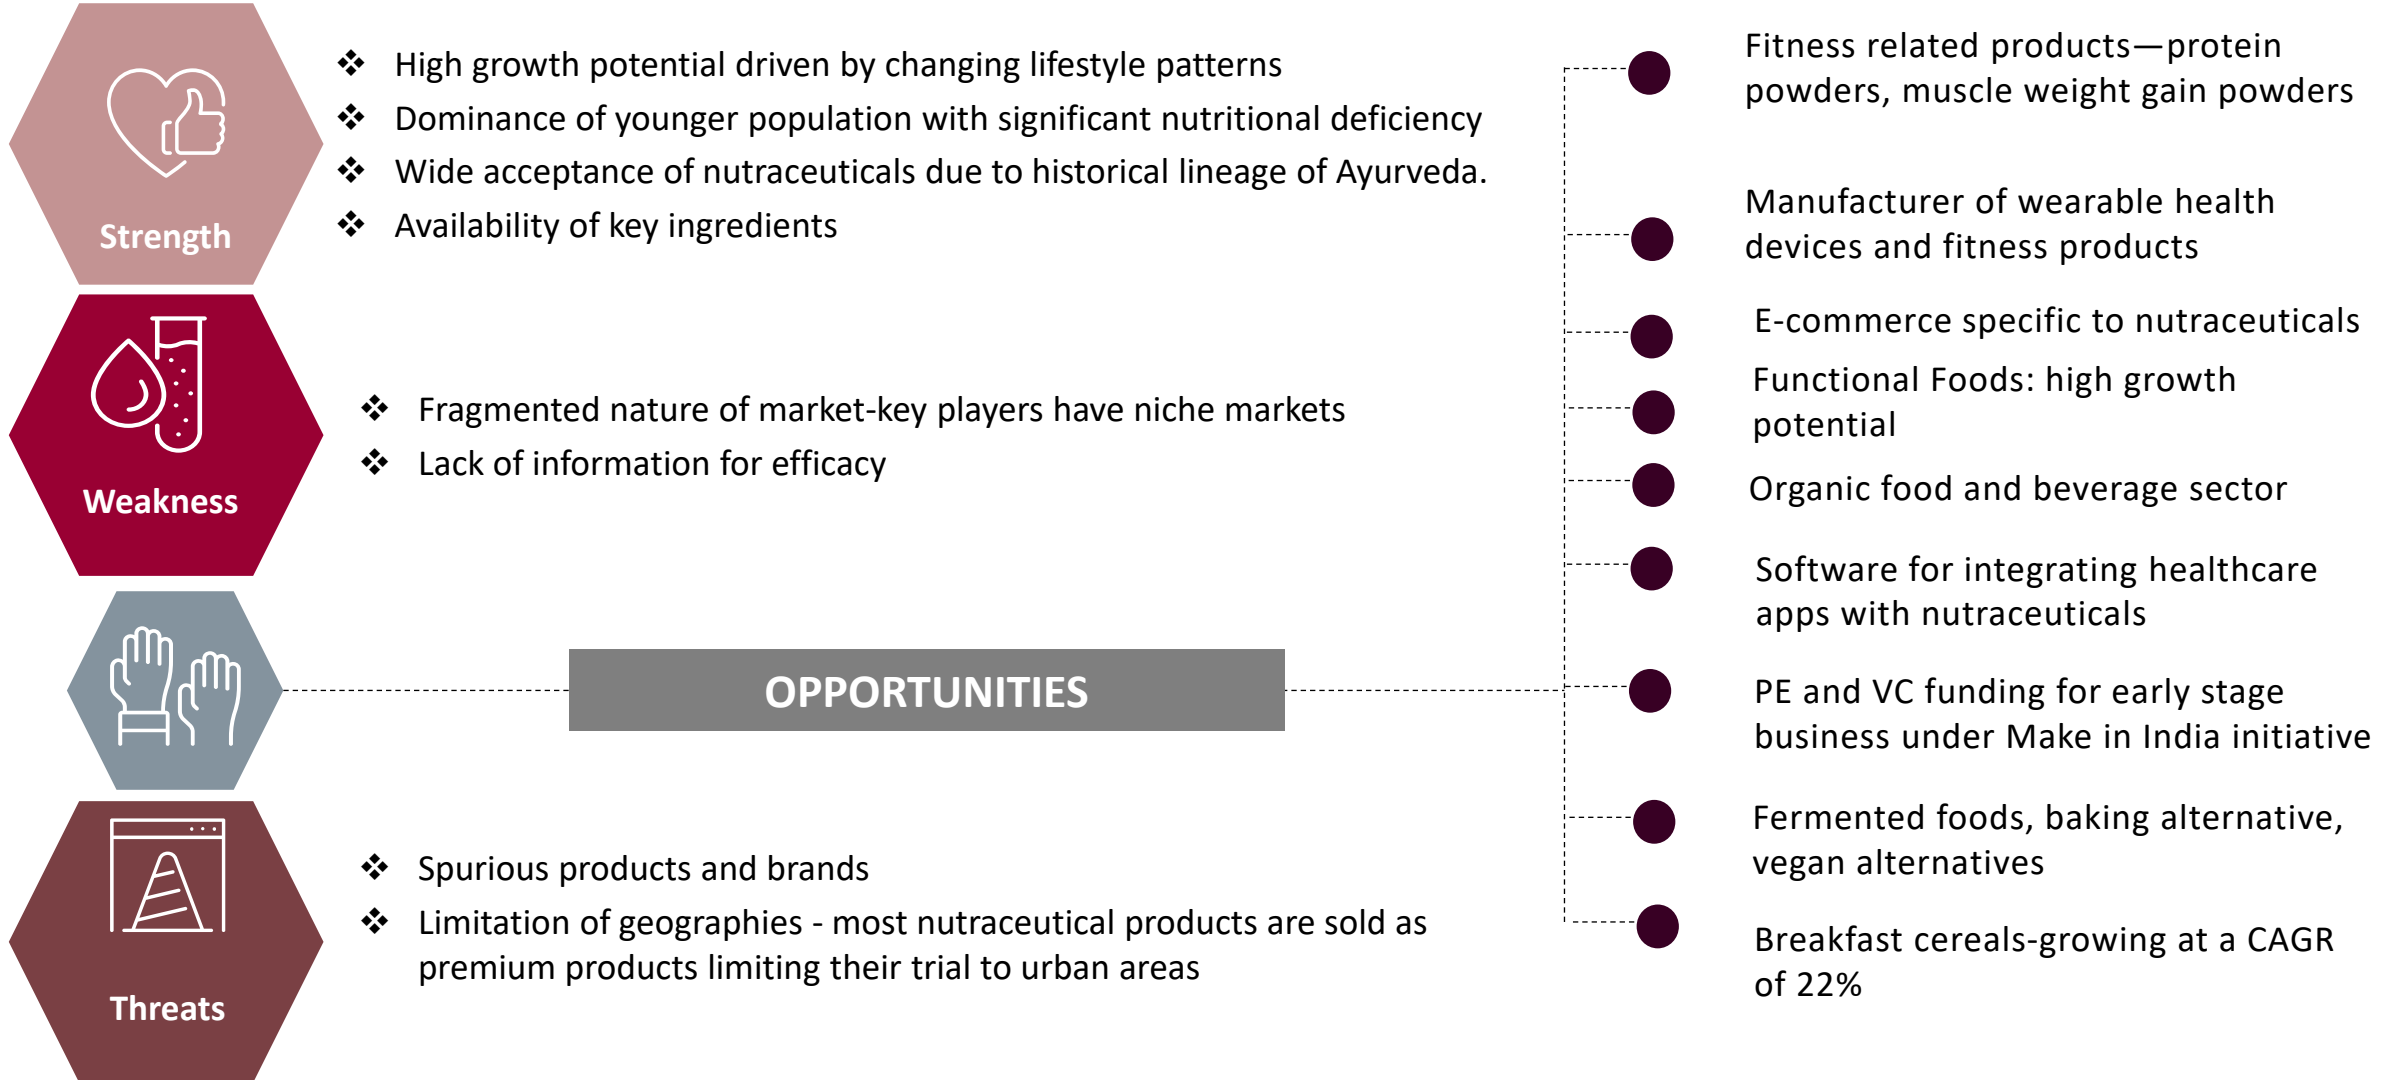 Strength
❖ High growth potential driven by changing lifestyle patterns
❖ Dominance of younger population with significant nutritional deficiency
❖ Wide acceptance of nutraceuticals due to historical lineage of Ayurveda.
❖ Availability of key ingredients
Weakness
❖ Fragmented nature of market-key players have niche markets
❖ Lack of information for efficacy
OPPORTUNITIES
Fitness related products—protein
powders, muscle weight gain powders
Manufacturer of wearable health
devices and fitness products
E-commerce specific to nutraceuticals
Functional Foods: high growth
potential
Organic food and beverage sector
Software for integrating healthcare
apps with nutraceuticals
PE and VC funding for early stage
business under Make in India initiative
Fermented foods, baking alternative,
vegan alternatives
Breakfast cereals-growing at a CAGR
of 22%
Threats
❖ Spurious products and brands
❖ Limitation of geographies - most nutraceutical products are sold as
premium products limiting their trial to urban areas